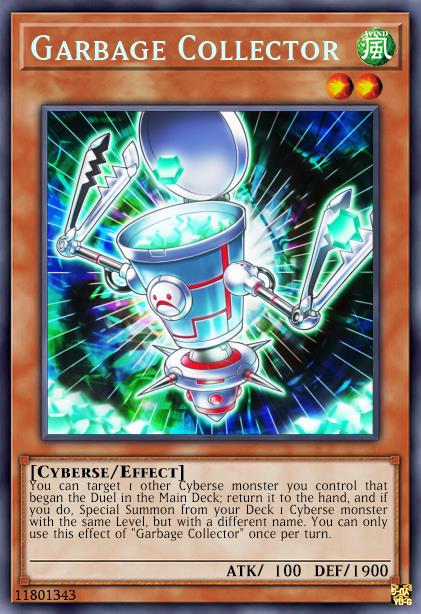 GARBAGE COLLECTOR
WIND
風
[CYBERSE/EFFECT]
You can target 1 other Cyberse monster you control that
began the Duel in the Main Deck; return it to the hand, and if
you do, Special Summon from your Deck 1 Cyberse monster
with the same Level, but with a different name. You can only
use this effect of "Garbage Collector" once per turn.
ATK/ 100 DEF/1900
11801343